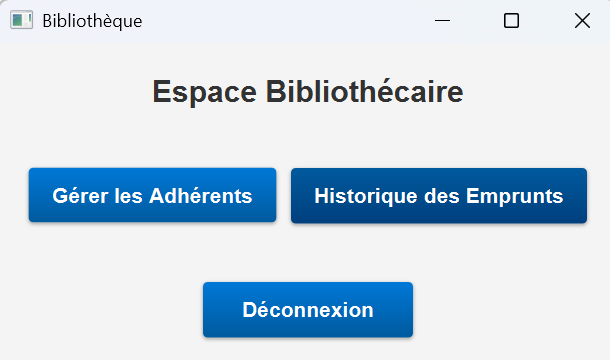 Bibliothèque
Espace Bibliothécaire
Gérer les Adhérents
Historique des Emprunts
Déconnexion